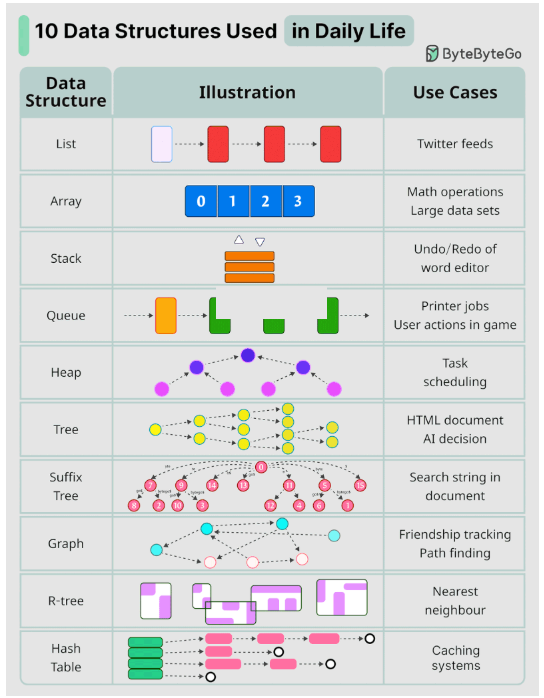 10 Data Structures Used in Daily Life
ByteByteGo
Data Structure
Illustration
Use Cases
List
Twitter feeds
Array
0 1 2 3
Math operations
Large data sets
Stack
Undo/Redo of
word editor
Queue
Printer jobs
User actions in game
Heap
Task
scheduling
Tree
HTML document
AI decision
Suffix
Tree
0
7 9 14 13 11 5 15
8 2 10 3 12 4 6 1
Search string in
document
Graph
Friendship tracking
Path finding
R-tree
Nearest
neighbour
Hash
Table
Caching
systems